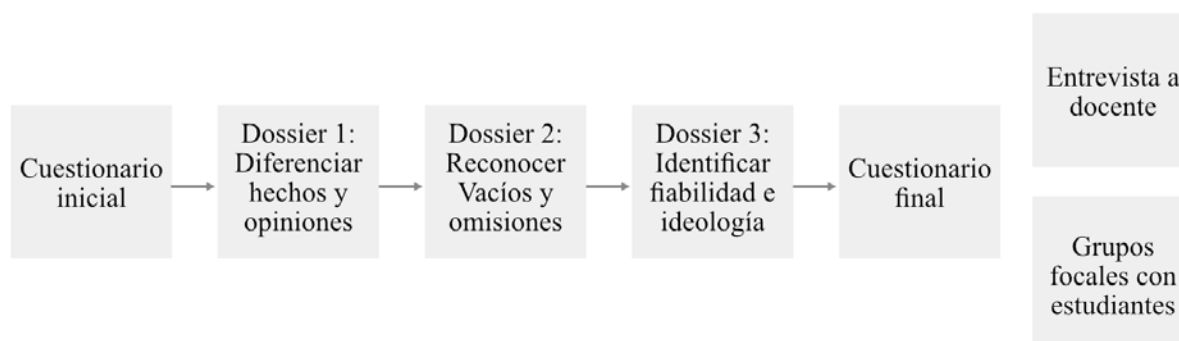 Cuestionario
inicial
Dossier 1:
Diferenciar
hechos y
opiniones
Dossier 2:
Reconocer
Vacíos y
omisiones
Dossier 3:
Identificar
fiabilidad e
ideología
Cuestionario
final
Entrevista a
docente
Grupos
focales con
estudiantes